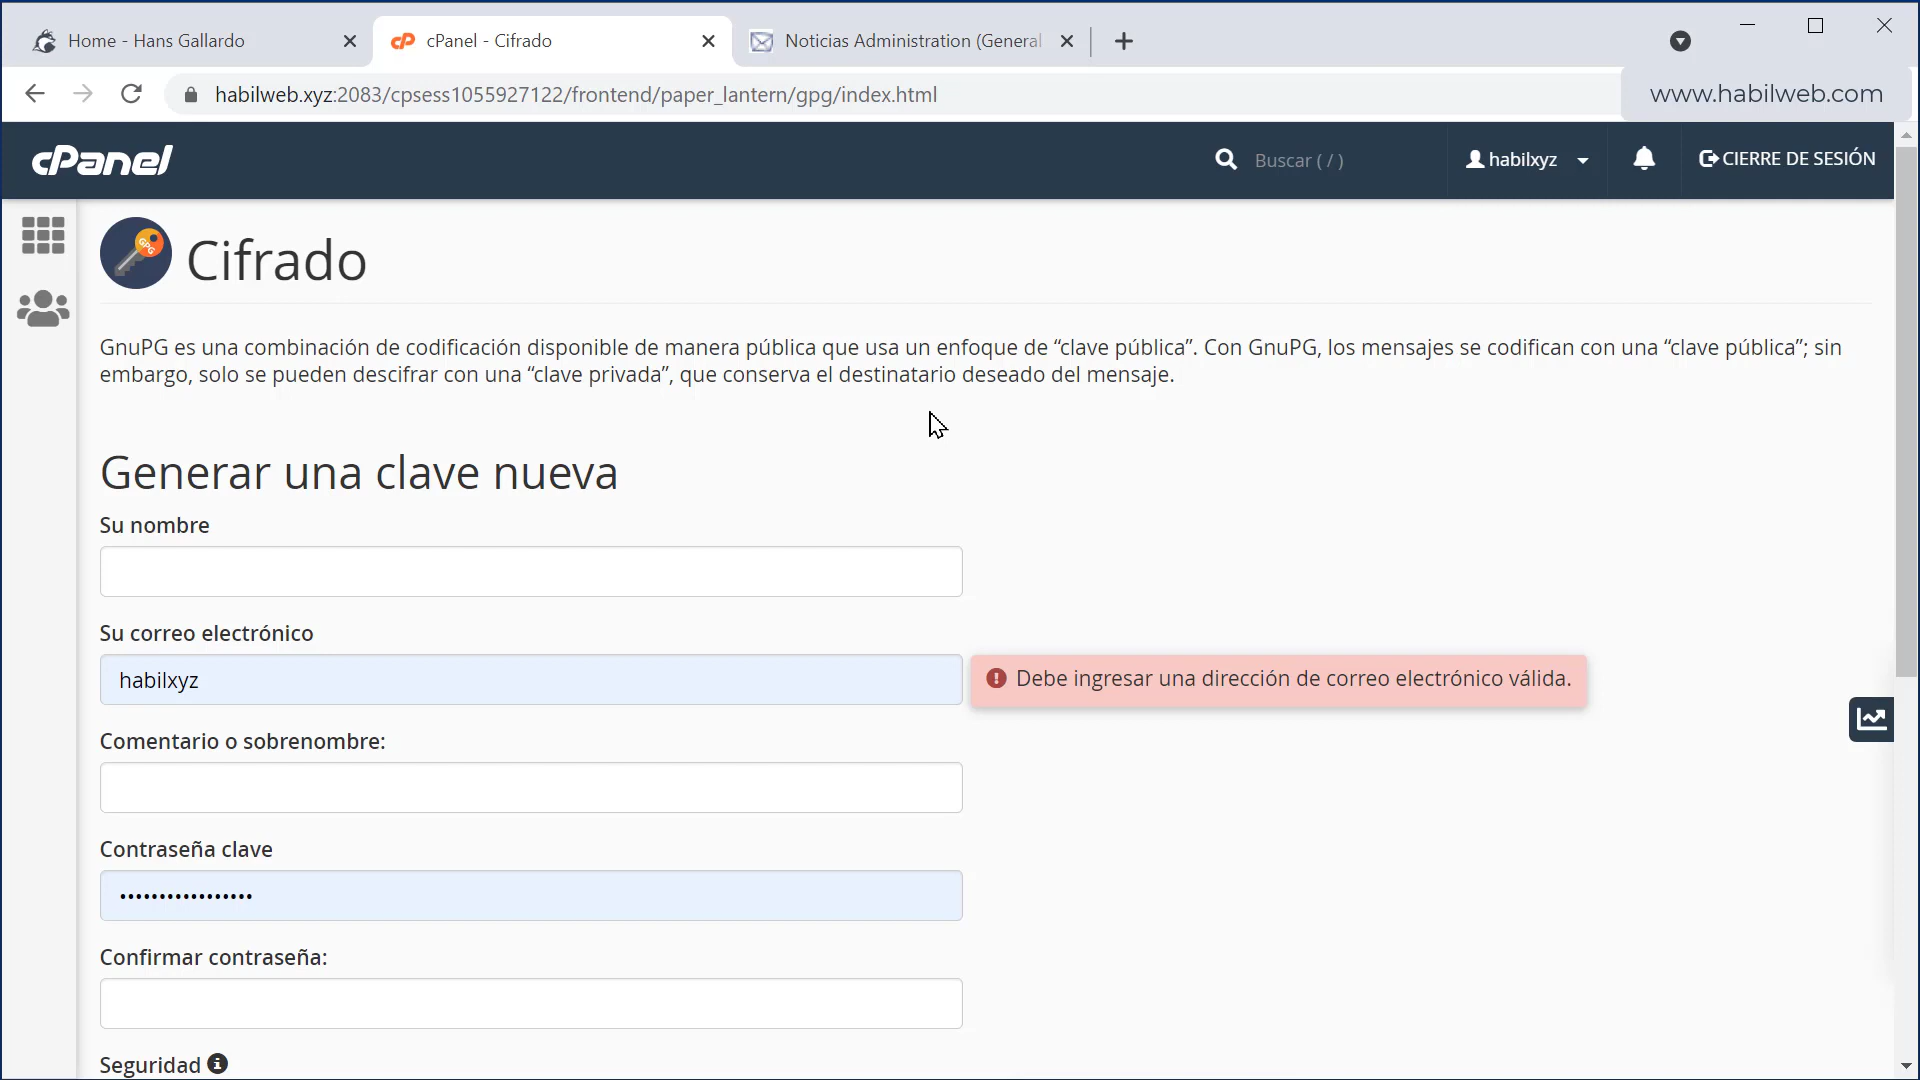 Home - Hans Gallardo
cPanel - Cifrado
Noticias Administration (General
habilweb.xyz:2083/cpsess1055927122/frontend/paper_lantern/gpg/index.html
www.habilweb.com
cPanel
Buscar ( / )
habilxyz
CIERRE DE SESIÓN
GPG
Cifrado
GnuPG es una combinación de codificación disponible de manera pública que usa un enfoque de “clave pública”. Con GnuPG, los mensajes se codifican con una “clave pública”; sin
embargo, solo se pueden descifrar con una “clave privada”, que conserva el destinatario deseado del mensaje.
Generar una clave nueva
Su nombre
Su correo electrónico
habilxyz
Debe ingresar una dirección de correo electrónico válida.
Comentario o sobrenombre:
Contraseña clave
•••••••••••••••••
Confirmar contraseña:
Seguridad